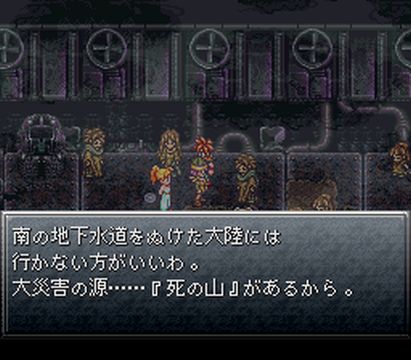 南の地下水道をぬけた大陸には
行かない方がいいわ。
大災害の源……『死の山』があるから。